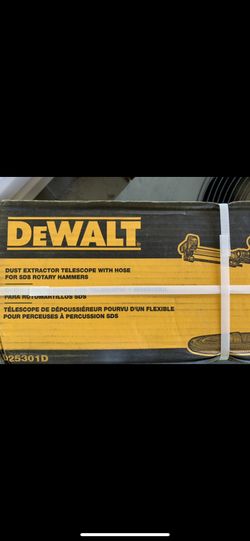 DEWALT
DUST EXTRACTOR TELESCOPE WITH HOSE
FOR SDS ROTARY HAMMERS
PARA ROTOMARTILLOS SDS
TÉLESCOPE DE DÉPOUSSIÉREUR POURVU D'UN FLEXIBLE
POUR PERCEUSES À PERCUSSION SDS
25301D